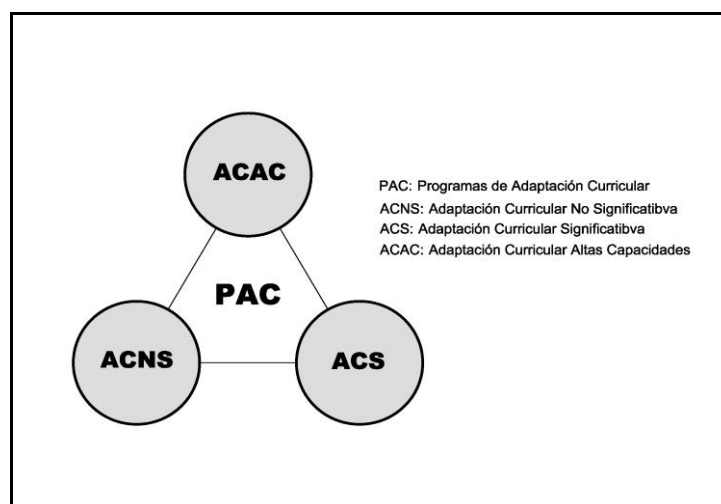 ACAC
PAC
ACNS
ACS
PAC: Programas de Adaptación Curricular
ACNS: Adaptación Curricular No Significatibva
ACS: Adaptación Curricular Significatibva
ACAC: Adaptación Curricular Altas Capacidades